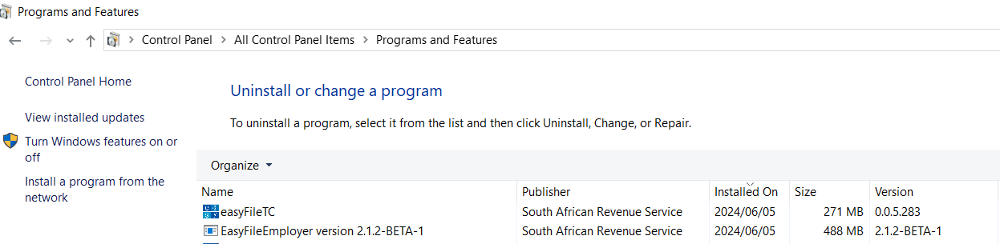 Programs and Features
Control Panel > All Control Panel Items > Programs and Features
Control Panel Home
View installed updates
Turn Windows features on or
off
Install a program from the
network
Uninstall or change a program
To uninstall a program, select it from the list and then click Uninstall, Change, or Repair.
Organize
Name Publisher Installed On Size Version
easyFileTC South African Revenue Service 2024/06/05 271 MB 0.0.5.283
EasyFileEmployer version 2.1.2-BETA-1 South African Revenue Service 2024/06/05 488 MB 2.1.2-BETA-1